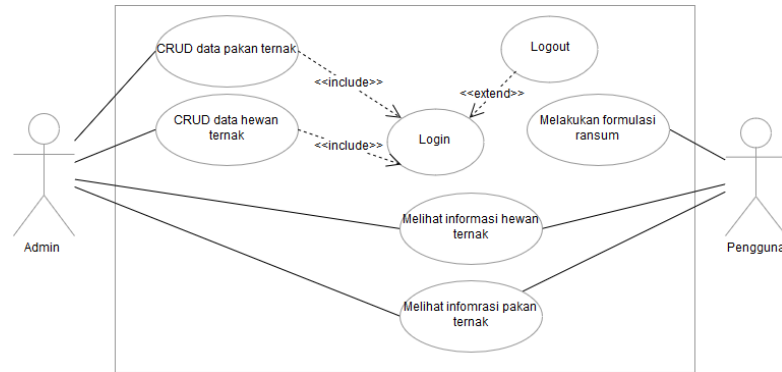 CRUD data pakan ternak
Logout
<<include>>
<<extend>>
CRUD data hewan
ternak
Login
Melakukan formulasi
ransum
<<include>>
Melihat informasi hewan
ternak
Admin
Pengguna
Melihat infomrasi pakan
ternak